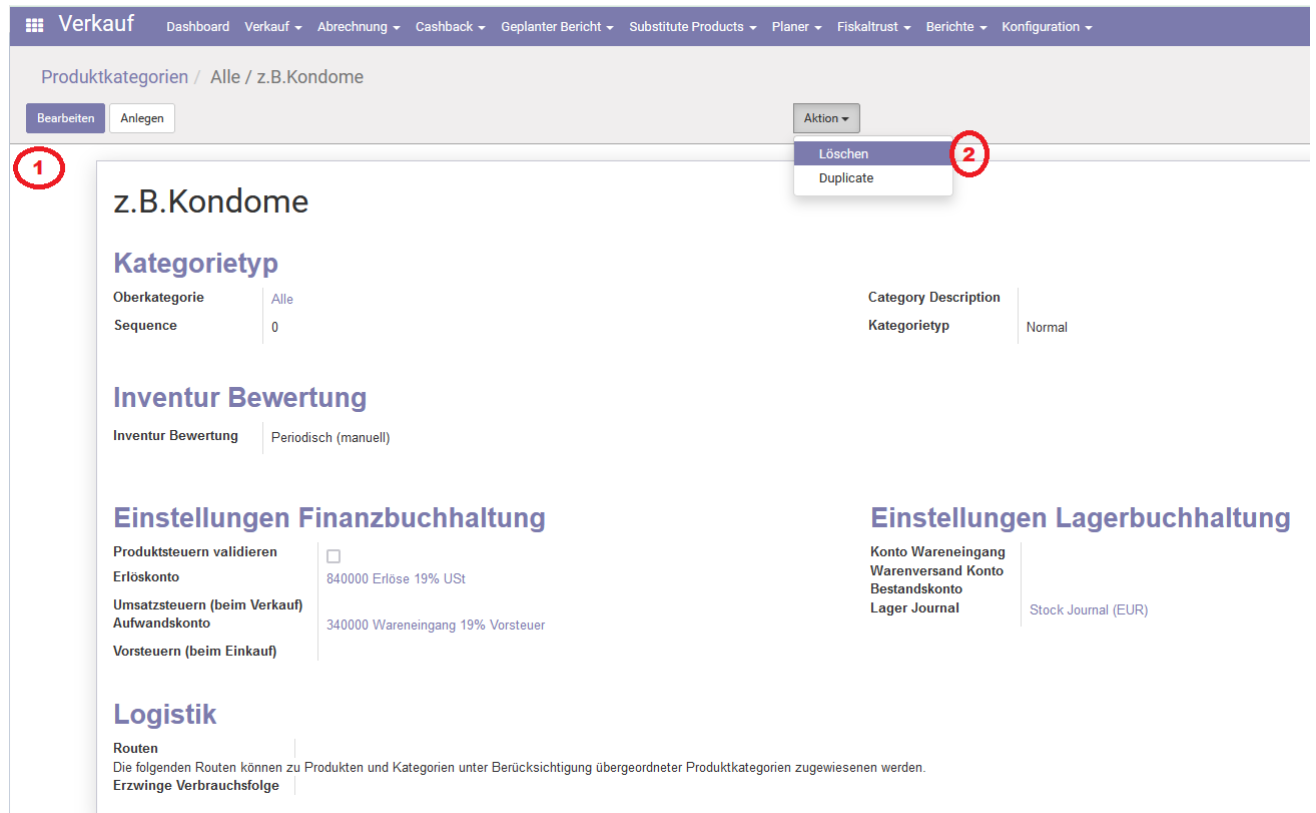 Verkauf Dashboard Verkauf Abrechnung Cashback Geplanter Bericht Substitute Products Planer Fiskaltrust Berichte Konfiguration
Produktkategorien / Alle / z.B.Kondome
Bearbeiten Anlegen Aktion
1
Löschen 2
Duplicate
z.B.Kondome
Kategorietyp
Oberkategorie Alle Category Description
Sequence 0 Kategorietyp Normal
Inventur Bewertung
Inventur Bewertung Periodisch (manuell)
Einstellungen Finanzbuchhaltung Einstellungen Lagerbuchhaltung
Produktsteuern validieren Konto Wareneingang
Warenversand Konto
Erlöskonto 840000 Erlöse 19% USt
Bestandskonto
Umsatzsteuern (beim Verkauf) Lager Journal Stock Journal (EUR)
Aufwandskonto 340000 Wareneingang 19% Vorsteuer
Vorsteuern (beim Einkauf)
Logistik
Routen
Die folgenden Routen können zu Produkten und Kategorien unter Berücksichtigung übergeordneter Produktkategorien zugewiesenen werden.
Erzwinge Verbrauchsfolge